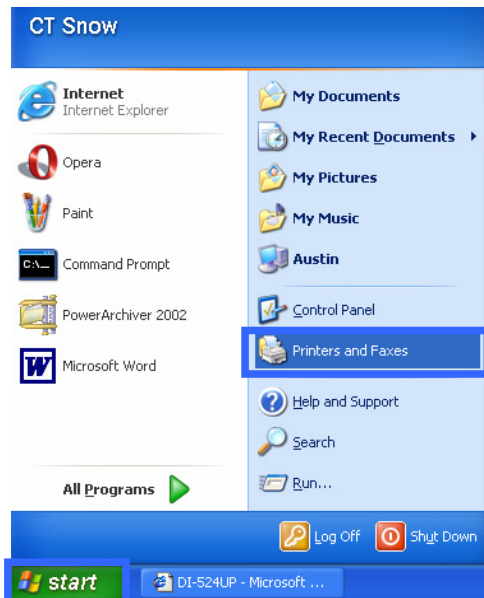 CT Snow
Internet
Internet Explorer
Opera
Paint
C:\_
Command Prompt
PowerArchiver 2002
W
Microsoft Word
All Programs
My Documents
My Recent Documents
My Pictures
My Music
Austin
Control Panel
Printers and Faxes
Help and Support
Search
Run...
Log Off
Shut Down
start
DI-524UP - Microsoft ...